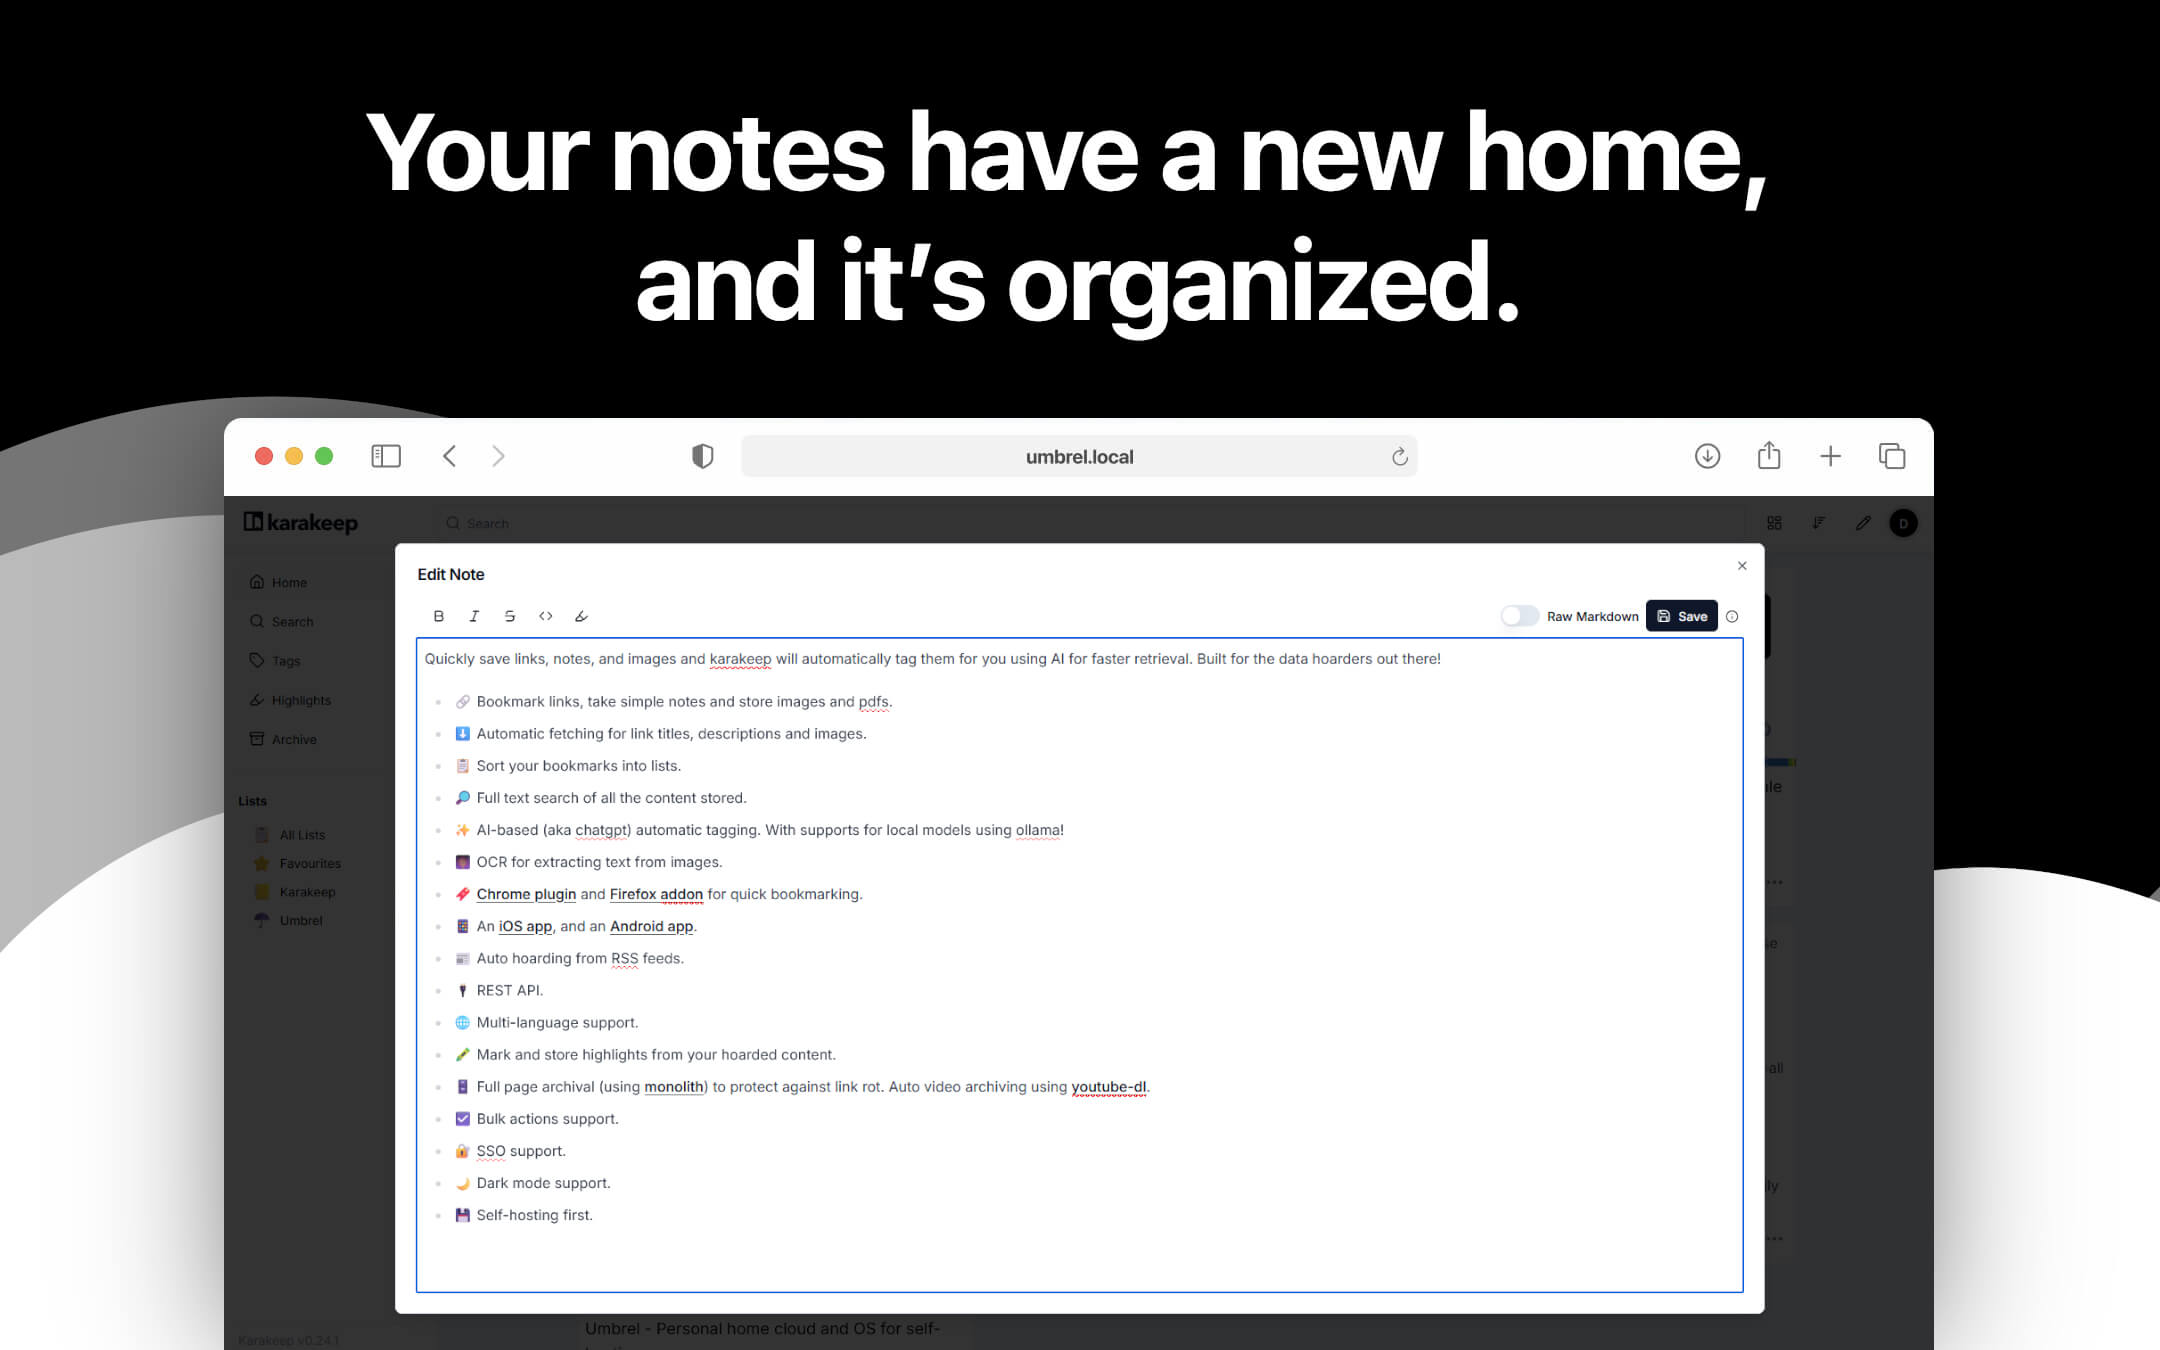 Your notes have a new home,
and it’s organized.
umbrel.local
karakeep
Search
D
Home
Search
Tags
Highlights
Archive
Lists
All Lists
Favourites
Karakeep
Umbrel
Karakeep v0.24.1
Edit Note
B I S <>
Raw Markdown
Save
Quickly save links, notes, and images and karakeep will automatically tag them for you using AI for faster retrieval. Built for the data hoarders out there!
🔗 Bookmark links, take simple notes and store images and pdfs.
⬇️ Automatic fetching for link titles, descriptions and images.
📋 Sort your bookmarks into lists.
🔎 Full text search of all the content stored.
✨ AI-based (aka chatgpt) automatic tagging. With supports for local models using ollama!
🎆 OCR for extracting text from images.
🔖 Chrome plugin and Firefox addon for quick bookmarking.
📱 An iOS app, and an Android app.
📰 Auto hoarding from RSS feeds.
🔌 REST API.
🌐 Multi-language support.
🖍️ Mark and store highlights from your hoarded content.
🗄️ Full page archival (using monolith) to protect against link rot. Auto video archiving using youtube-dl.
☑️ Bulk actions support.
🔐 SSO support.
🌙 Dark mode support.
💾 Self-hosting first.
Umbrel - Personal home cloud and OS for self-